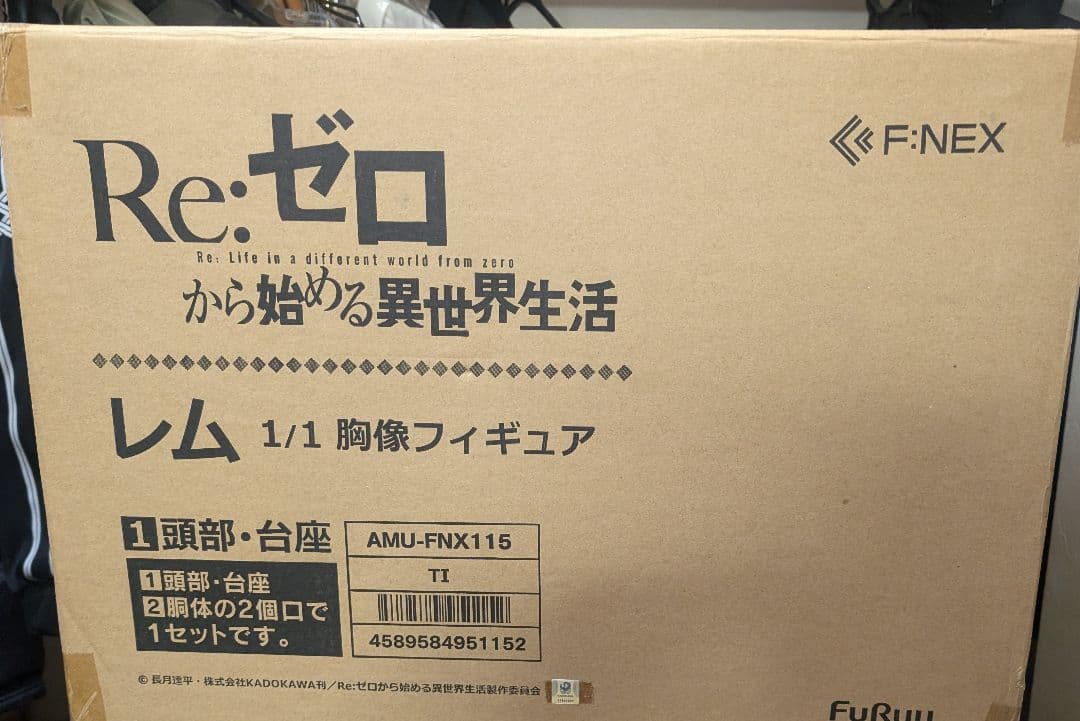 Re:ゼロ
F:NEX
Re: Life in a different world from zero
から始める異世界生活
レム 1/1 胸像フィギュア
1 頭部・台座
AMU-FNX115
TI
1 頭部・台座
2 胴体の2個口で
1セットです。
4589584951152
© 長月達平・株式会社KADOKAWA刊／Re:ゼロから始める異世界生活製作委員会
FuRyu